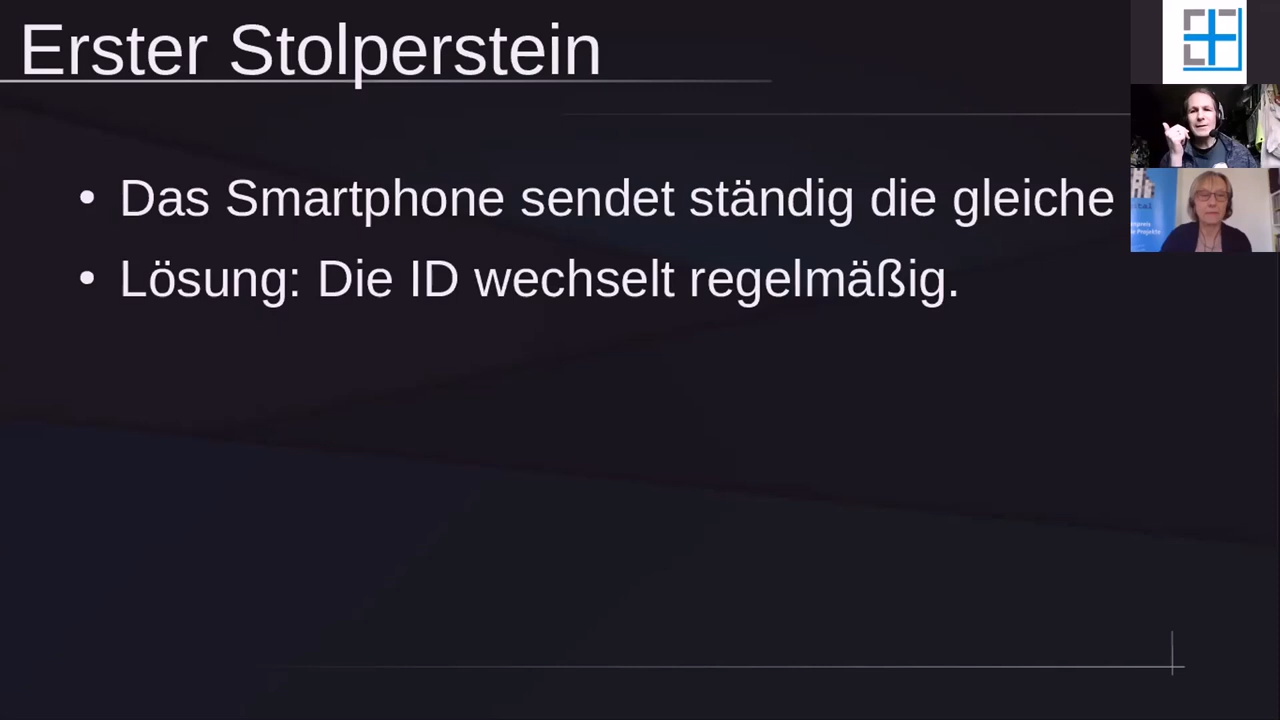 Erster Stolperstein
Das Smartphone sendet ständig die gleiche
Lösung: Die ID wechselt regelmäßig.